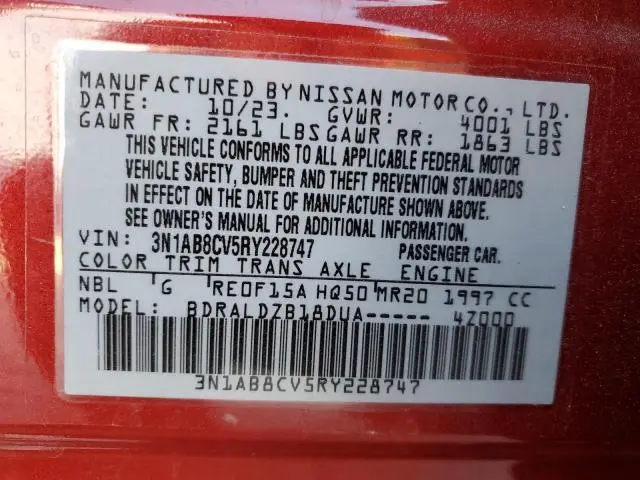 MANUFACTURED BY NISSAN MOTOR CO., LTD.
DATE: 10/23. GVWR: 4001 LBS
GAWR FR: 2161 LBS GAWR RR: 1863 LBS
THIS VEHICLE CONFORMS TO ALL APPLICABLE FEDERAL MOTOR
VEHICLE SAFETY, BUMPER AND THEFT PREVENTION STANDARDS
IN EFFECT ON THE DATE OF MANUFACTURE SHOWN ABOVE.
SEE OWNER'S MANUAL FOR ADDITIONAL INFORMATION.
VIN: 3N1AB8CV5RY228747 PASSENGER CAR.
COLOR TRIM TRANS AXLE ENGINE
NBL G RE0F15A HQ50 MR20 1997 CC
MODEL: BDRALDZB18DUA----- 4Z000
3N1AB8CV5RY228747